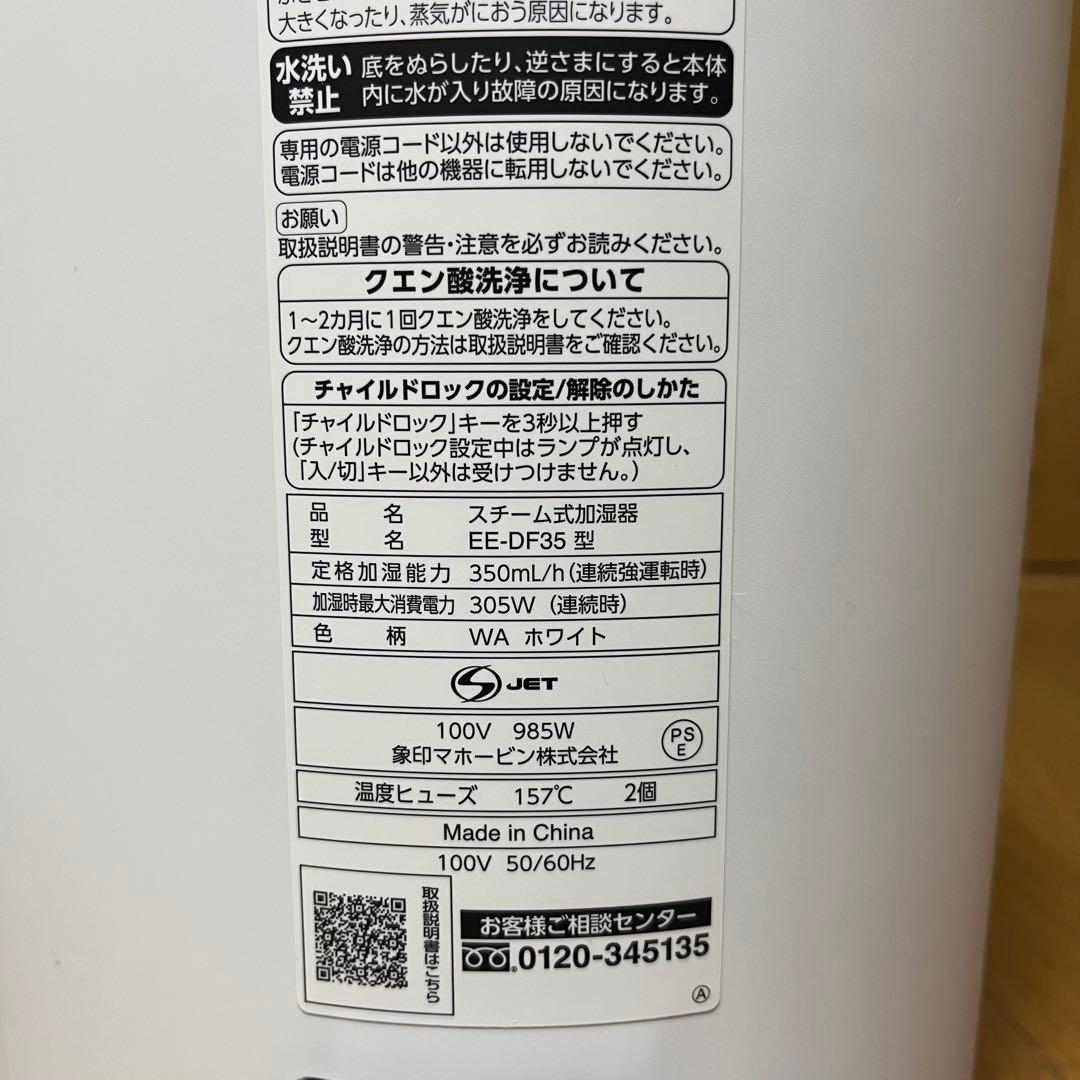 大きくなったり、蒸気がにおう原因になります。
水洗い禁止
底をぬらしたり、逆さまにすると本体
内に水が入り故障の原因になります。
専用の電源コード以外は使用しないでください。
電源コードは他の機器に転用しないでください。
お願い
取扱説明書の警告・注意を必ずお読みください。
クエン酸洗浄について
1～2カ月に1回クエン酸洗浄をしてください。
クエン酸洗浄の方法は取扱説明書をご確認ください。
チャイルドロックの設定/解除のしかた
「チャイルドロック」キーを3秒以上押す
(チャイルドロック設定中はランプが点灯し、
「入/切」キー以外は受けつけません。)
品名 スチーム式加湿器
型名 EE-DF35 型
定格加湿能力 350mL/h(連続強運転時)
加湿時最大消費電力 305W (連続時)
色柄 WA ホワイト
S JET
100V 985W
象印マホービン株式会社
PS
E
温度ヒューズ 157℃ 2個
Made in China
100V 50/60Hz
取扱説明書はこちら
お客様ご相談センター
0120-345135
A